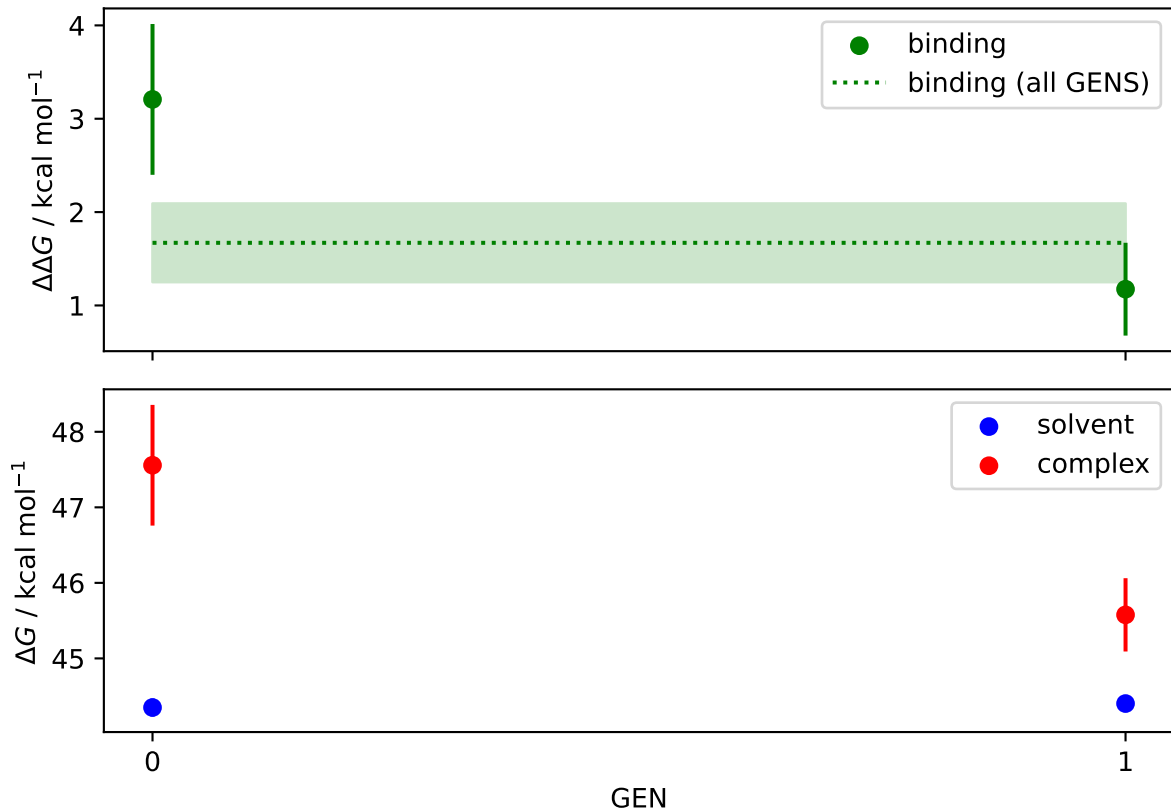 4
3
2
1
ΔΔG / kcal mol⁻¹
binding
binding (all GENS)
48
47
46
45
ΔG / kcal mol⁻¹
solvent
complex
0
1
GEN